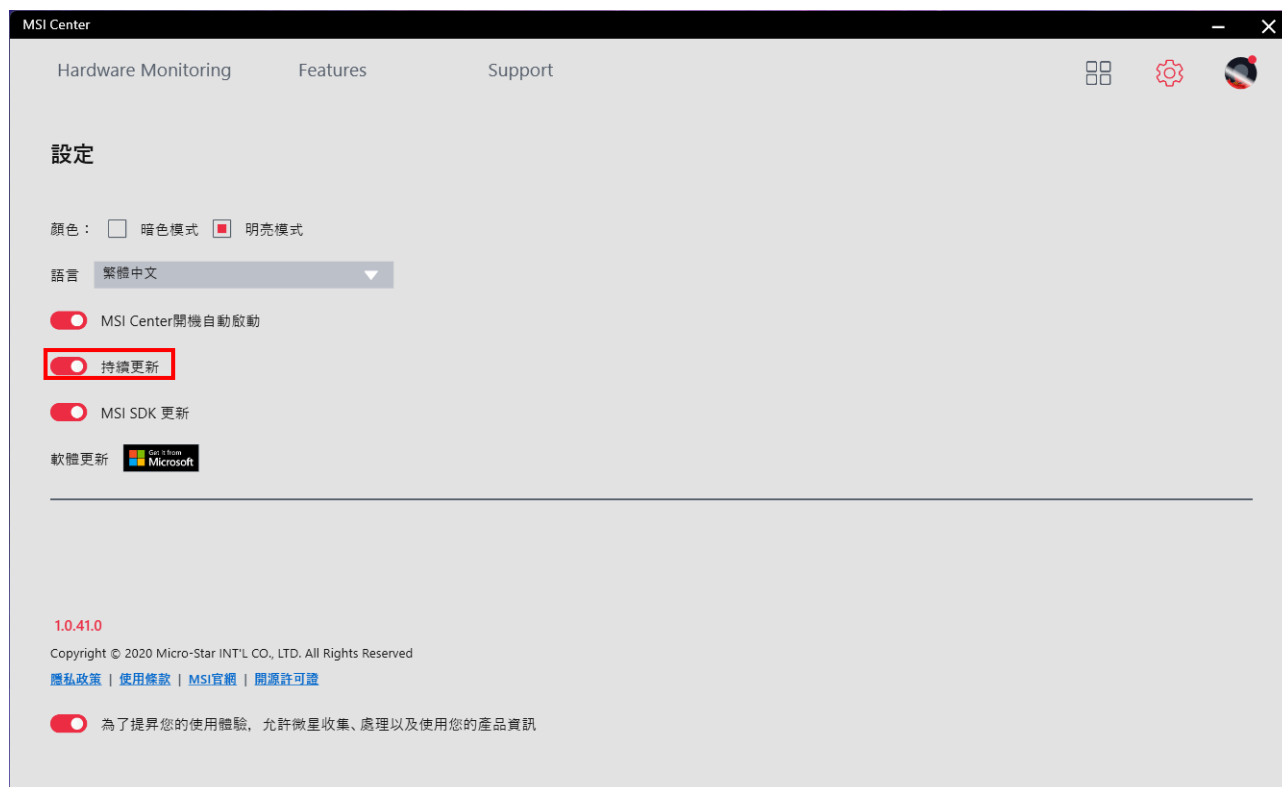 MSI Center
Hardware Monitoring Features Support
設定
顏色： 暗色模式 明亮模式
語言 繁體中文
MSI Center開機自動啟動
持續更新
MSI SDK 更新
軟體更新 Get it from Microsoft
1.0.41.0
Copyright © 2020 Micro-Star INT'L CO., LTD. All Rights Reserved
隱私政策 | 使用條款 | MSI官網 | 開源許可證
為了提昇您的使用體驗，允許微星收集、處理以及使用您的產品資訊